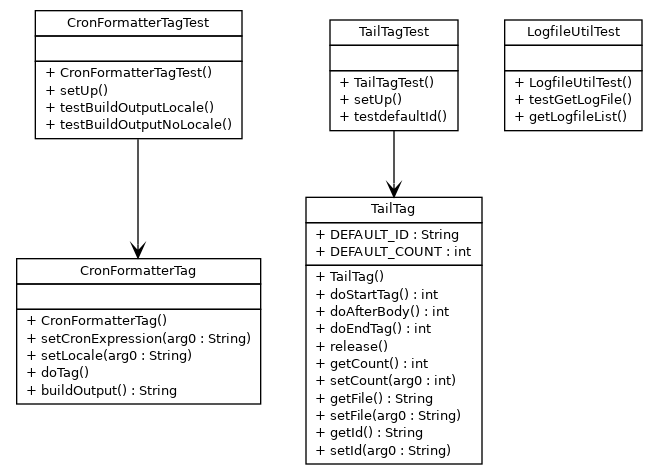 CronFormatterTagTest
+ CronFormatterTagTest()
+ setUp()
+ testBuildOutputLocale()
+ testBuildOutputNoLocale()
TailTagTest
+ TailTagTest()
+ setUp()
+ testdefaultId()
LogfileUtilTest
+ LogfileUtilTest()
+ testGetLogFile()
+ getLogfileList()
CronFormatterTag
+ CronFormatterTag()
+ setCronExpression(arg0 : String)
+ setLocale(arg0 : String)
+ doTag()
+ buildOutput() : String
TailTag
+ DEFAULT_ID : String
+ DEFAULT_COUNT : int
+ TailTag()
+ doStartTag() : int
+ doAfterBody() : int
+ doEndTag() : int
+ release()
+ getCount() : int
+ setCount(arg0 : int)
+ getFile() : String
+ setFile(arg0 : String)
+ getId() : String
+ setId(arg0 : String)